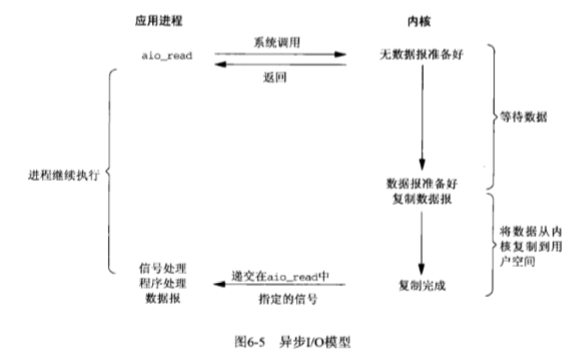 应用进程
内核
系统调用
aio_read
无数据报准备好
返回
等待数据
进程继续执行
数据报准备好
复制数据报
将数据从内
核复制到用
户空间
信号处理
程序处理
数据报
递交在aio_read中
指定的信号
复制完成
图6-5 异步I/O模型